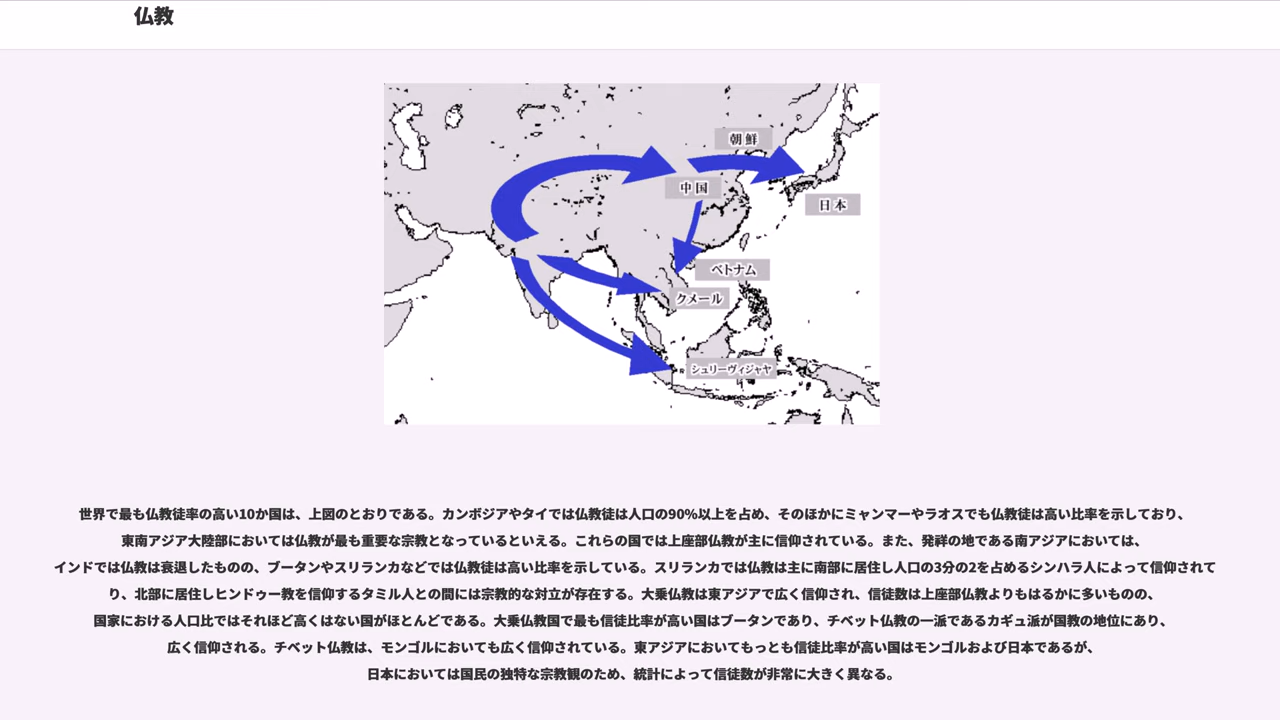 仏教
朝鮮
中国
日本
ベトナム
クメール
シュリーヴィジャヤ
世界で最も仏教徒率の高い10か国は、上図のとおりである。カンボジアやタイでは仏教徒は人口の90%以上を占め、そのほかにミャンマーやラオスでも仏教徒は高い比率を示しており、
東南アジア大陸部においては仏教が最も重要な宗教となっているといえる。これらの国では上座部仏教が主に信仰されている。また、発祥の地である南アジアにおいては、
インドでは仏教は衰退したものの、ブータンやスリランカなどでは仏教徒は高い比率を示している。スリランカでは仏教は主に南部に居住し人口の3分の2を占めるシンハラ人によって信仰されて
り、北部に居住しヒンドゥー教を信仰するタミル人との間には宗教的な対立が存在する。大乗仏教は東アジアで広く信仰され、信徒数は上座部仏教よりもはるかに多いものの、
国家における人口比ではそれほど高くはない国がほとんどである。大乗仏教国で最も信徒比率が高い国はブータンであり、チベット仏教の一派であるカギュ派が国教の地位にあり、
広く信仰される。チベット仏教は、モンゴルにおいても広く信仰されている。東アジアにおいてもっとも信徒比率が高い国はモンゴルおよび日本であるが、
日本においては国民の独特な宗教観のため、統計によって信徒数が非常に大きく異なる。